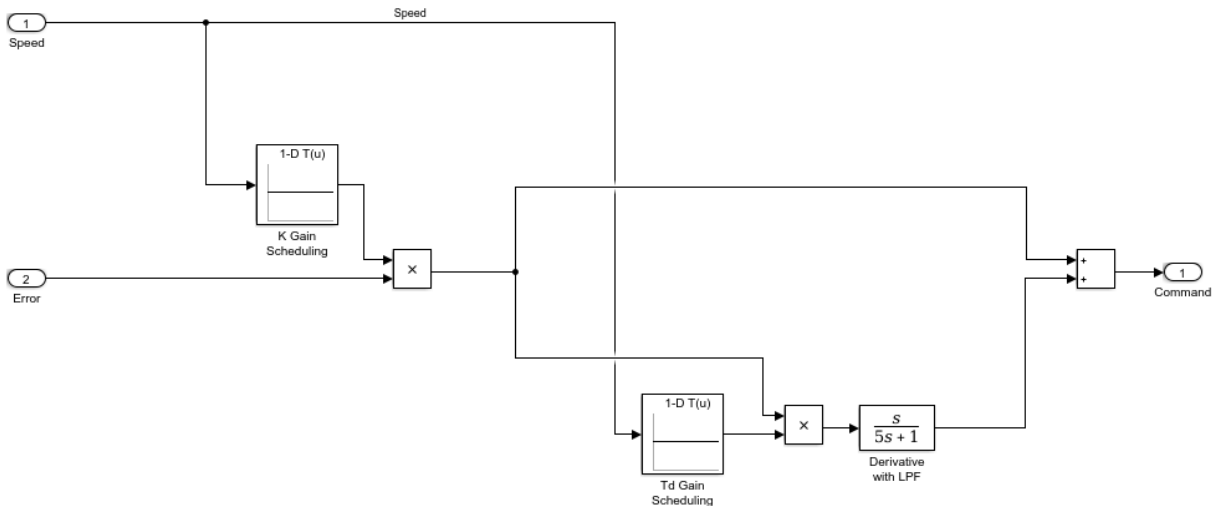 1
Speed
Speed
1-D T(u)
K Gain
Scheduling
×
2
Error
+
+
1
Command
1-D T(u)
Td Gain
Scheduling
×
s
5s + 1
Derivative
with LPF